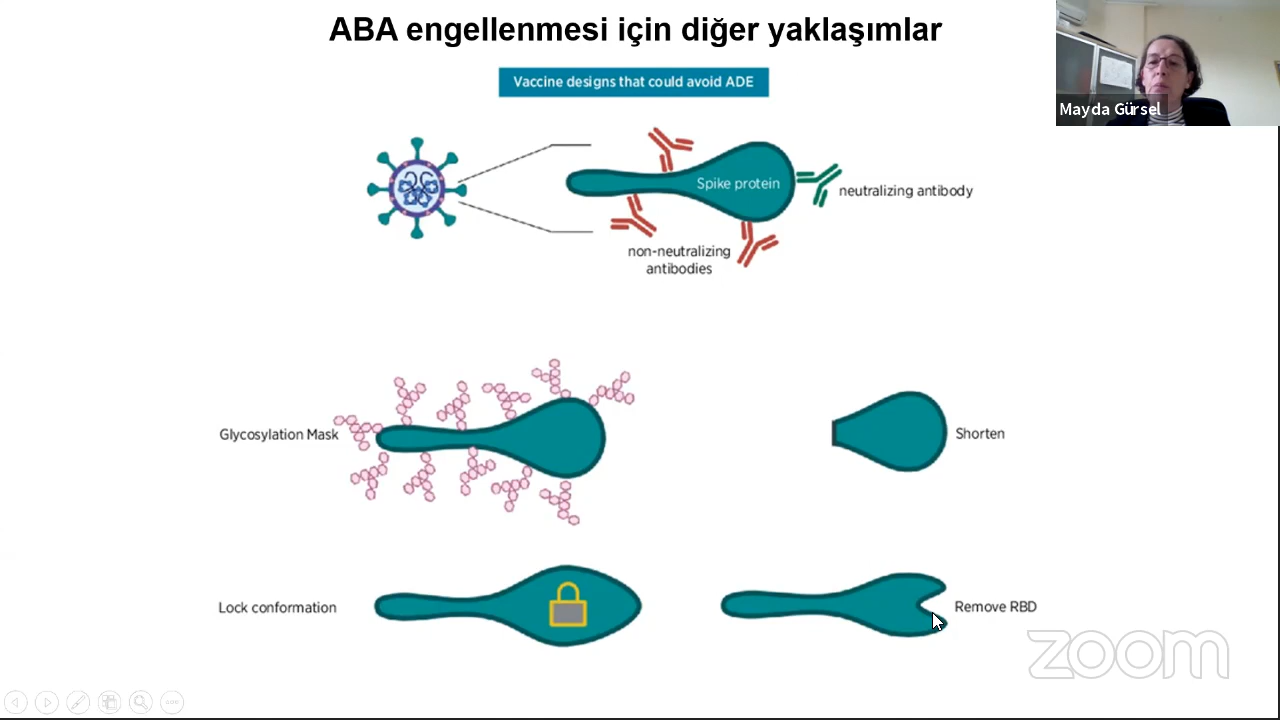 ABA engellenmesi için diğer yaklaşımlar
Vaccine designs that could avoid ADE
Mayda Gürsel
Spike protein
neutralizing antibody
non-neutralizing
antibodies
Glycosylation Mask
Shorten
Lock conformation
Remove RBD
zoom